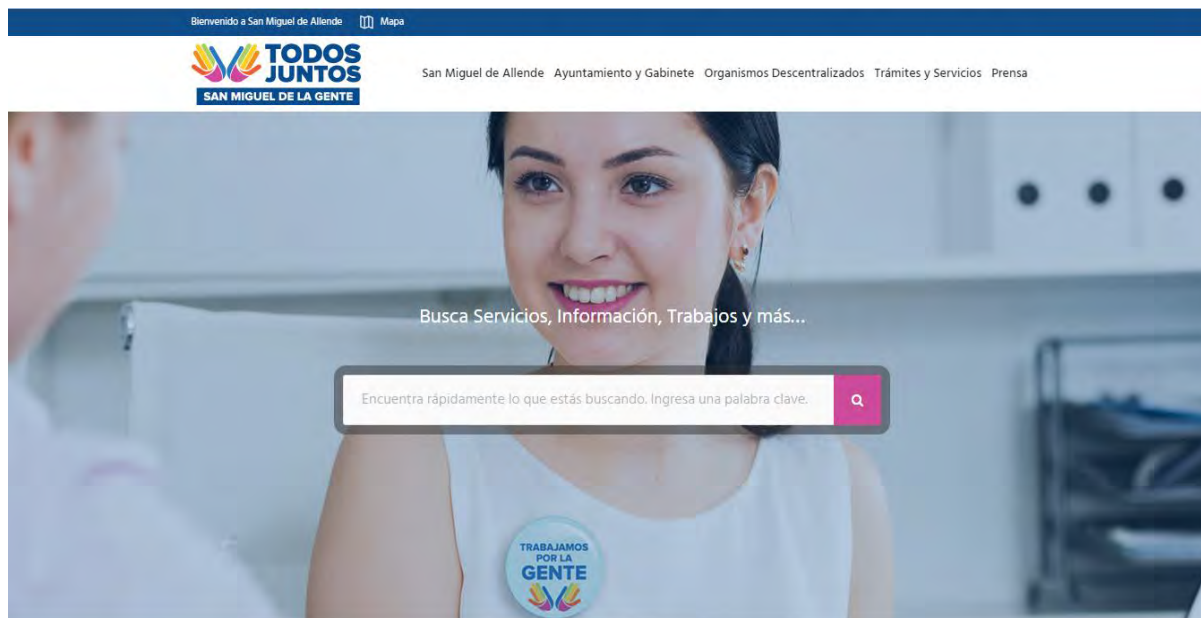 Bienvenido a San Miguel de Allende Mapa
TODOS
JUNTOS
SAN MIGUEL DE LA GENTE
San Miguel de Allende Ayuntamiento y Gabinete Organismos Descentralizados Trámites y Servicios Prensa
Busca Servicios, Información, Trabajos y más...
Encuentra rápidamente lo que estás buscando. Ingresa una palabra clave.
TRABAJAMOS
POR LA
GENTE